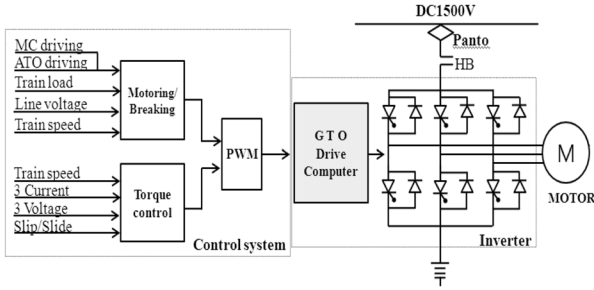 DC1500V
Panto
HB
MC driving
ATO driving
Train load
Line voltage
Train speed
Motoring/
Breaking
Train speed
3 Current
3 Voltage
Slip/Slide
Torque
control
PWM
Control system
G T O
Drive
Computer
M
MOTOR
Inverter